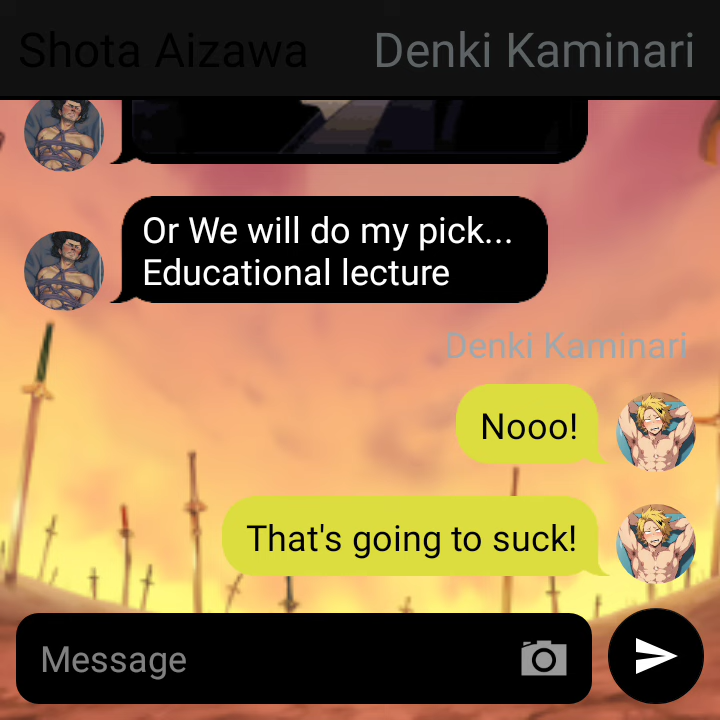 Shota Aizawa Denki Kaminari
Or We will do my pick...
Educational lecture
Denki Kaminari
Nooo!
That's going to suck!
Message